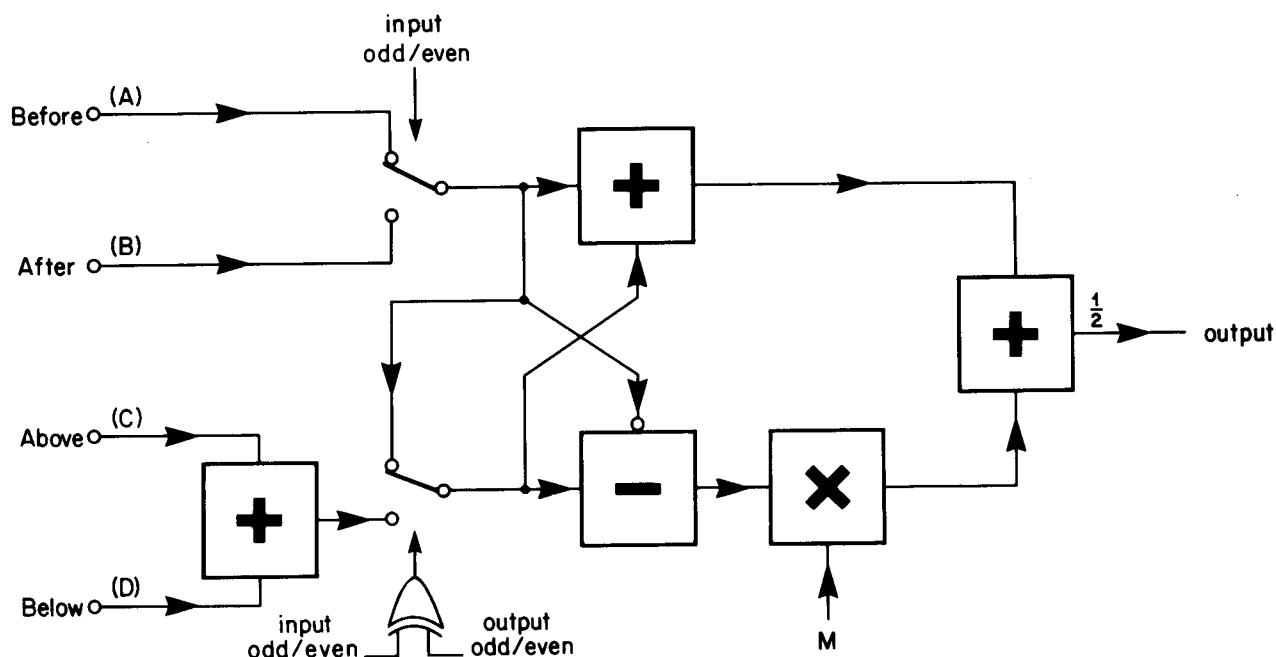 input
odd/even
Before (A)
After (B)
Above (C)
Below (D)
+
+
−
×
+
1/2
output
input
odd/even
output
odd/even
M